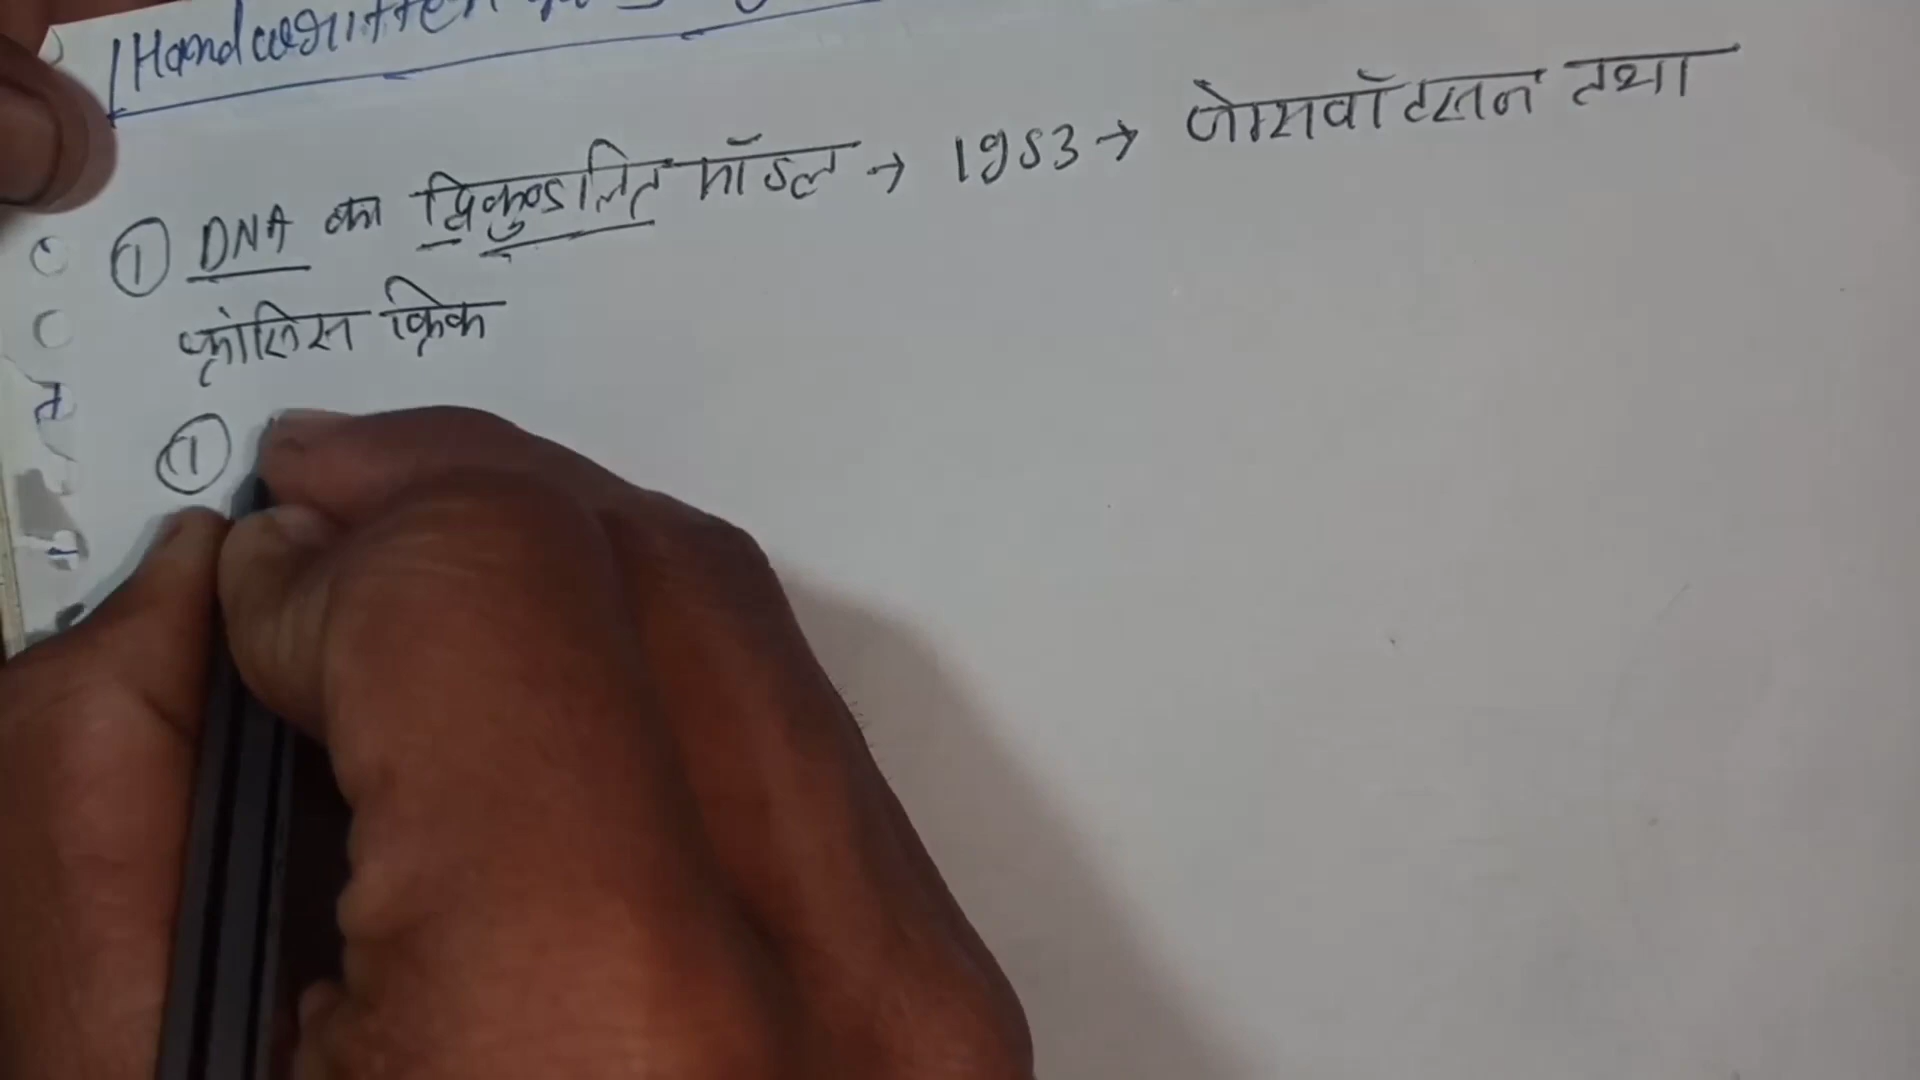 Handwritten
① DNA का द्विकुण्डलित मॉडल → 1953 → जेम्सवॉटसन तथा
फ्रांसिस क्रिक
①